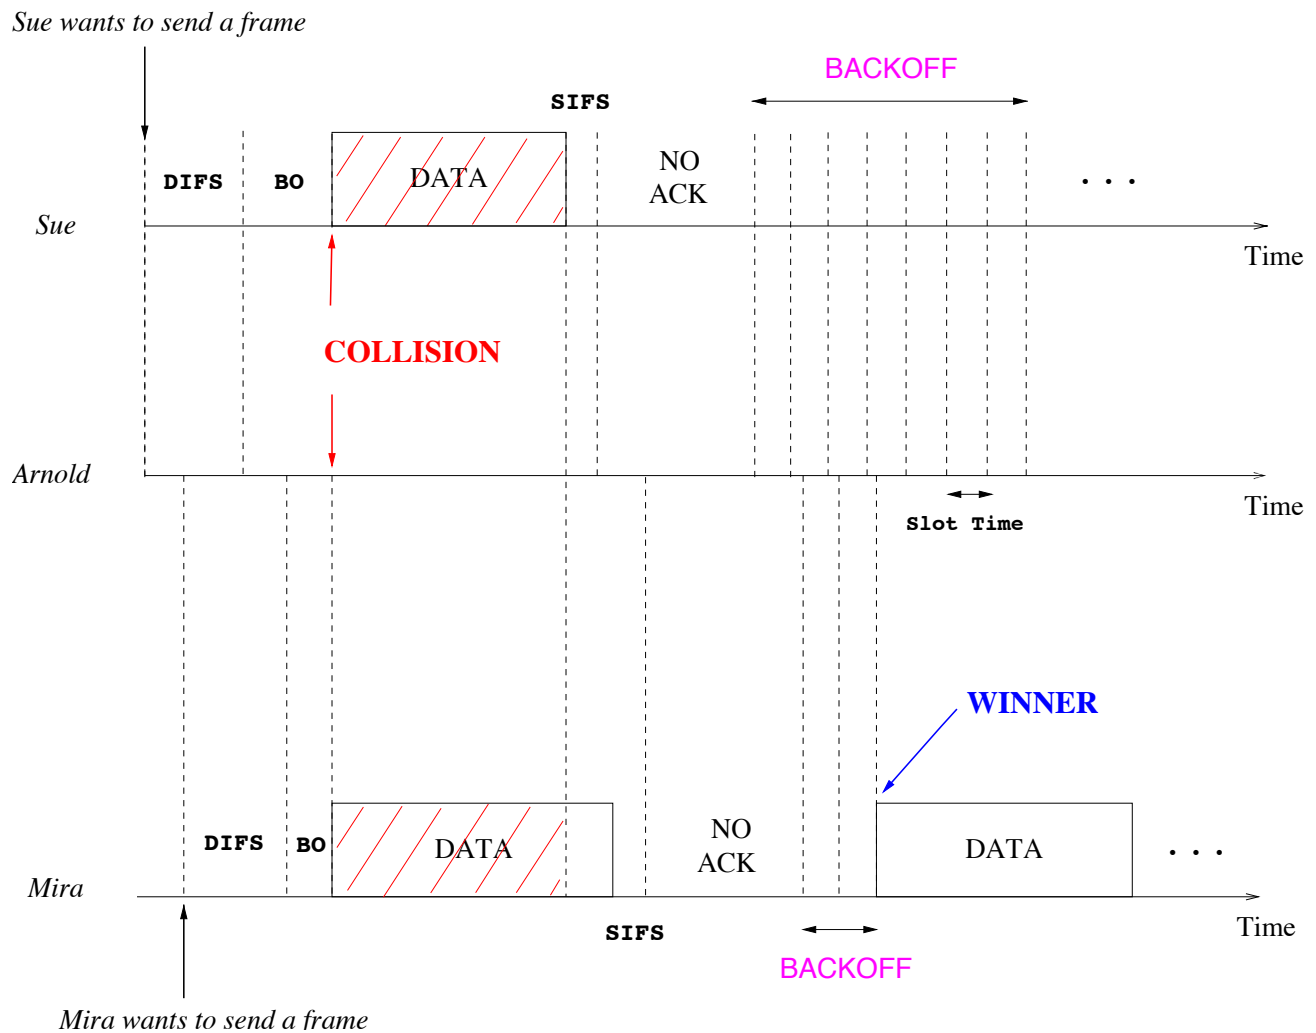 Sue wants to send a frame
BACKOFF
SIFS
DIFS
BO
DATA
NO
ACK
. . .
Sue
Time
COLLISION
Arnold
Time
Slot Time
WINNER
DIFS
BO
DATA
NO
ACK
DATA
. . .
Mira
Time
SIFS
BACKOFF
Mira wants to send a frame